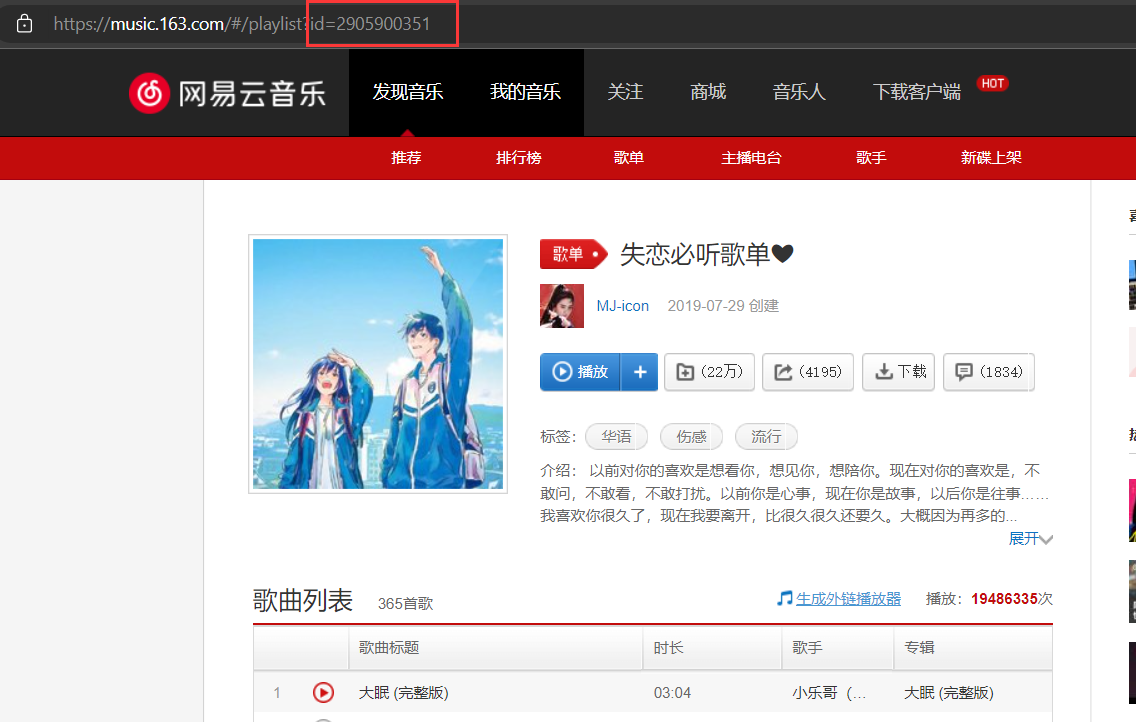 https://music.163.com/#/playlist?id=2905900351
网易云音乐
发现音乐 我的音乐 关注 商城 音乐人 下载客户端 HOT
推荐 排行榜 歌单 主播电台 歌手 新碟上架
歌单 失恋必听歌单🖤
MJ-icon 2019-07-29 创建
播放 + (22万) (4195) 下载 (1834)
标签： 华语 伤感 流行
介绍： 以前对你的喜欢是想看你，想见你，想陪你。现在对你的喜欢是，不
敢问，不敢看，不敢打扰。以前你是心事，现在你是故事，以后你是往事……
我喜欢你很久了，现在我要离开，比很久很久还要久。大概因为再多的...
展开
歌曲列表 365首歌 生成外链播放器 播放：19486335次
歌曲标题 时长 歌手 专辑
1 大眠 (完整版) 03:04 小乐哥（... 大眠 (完整版)